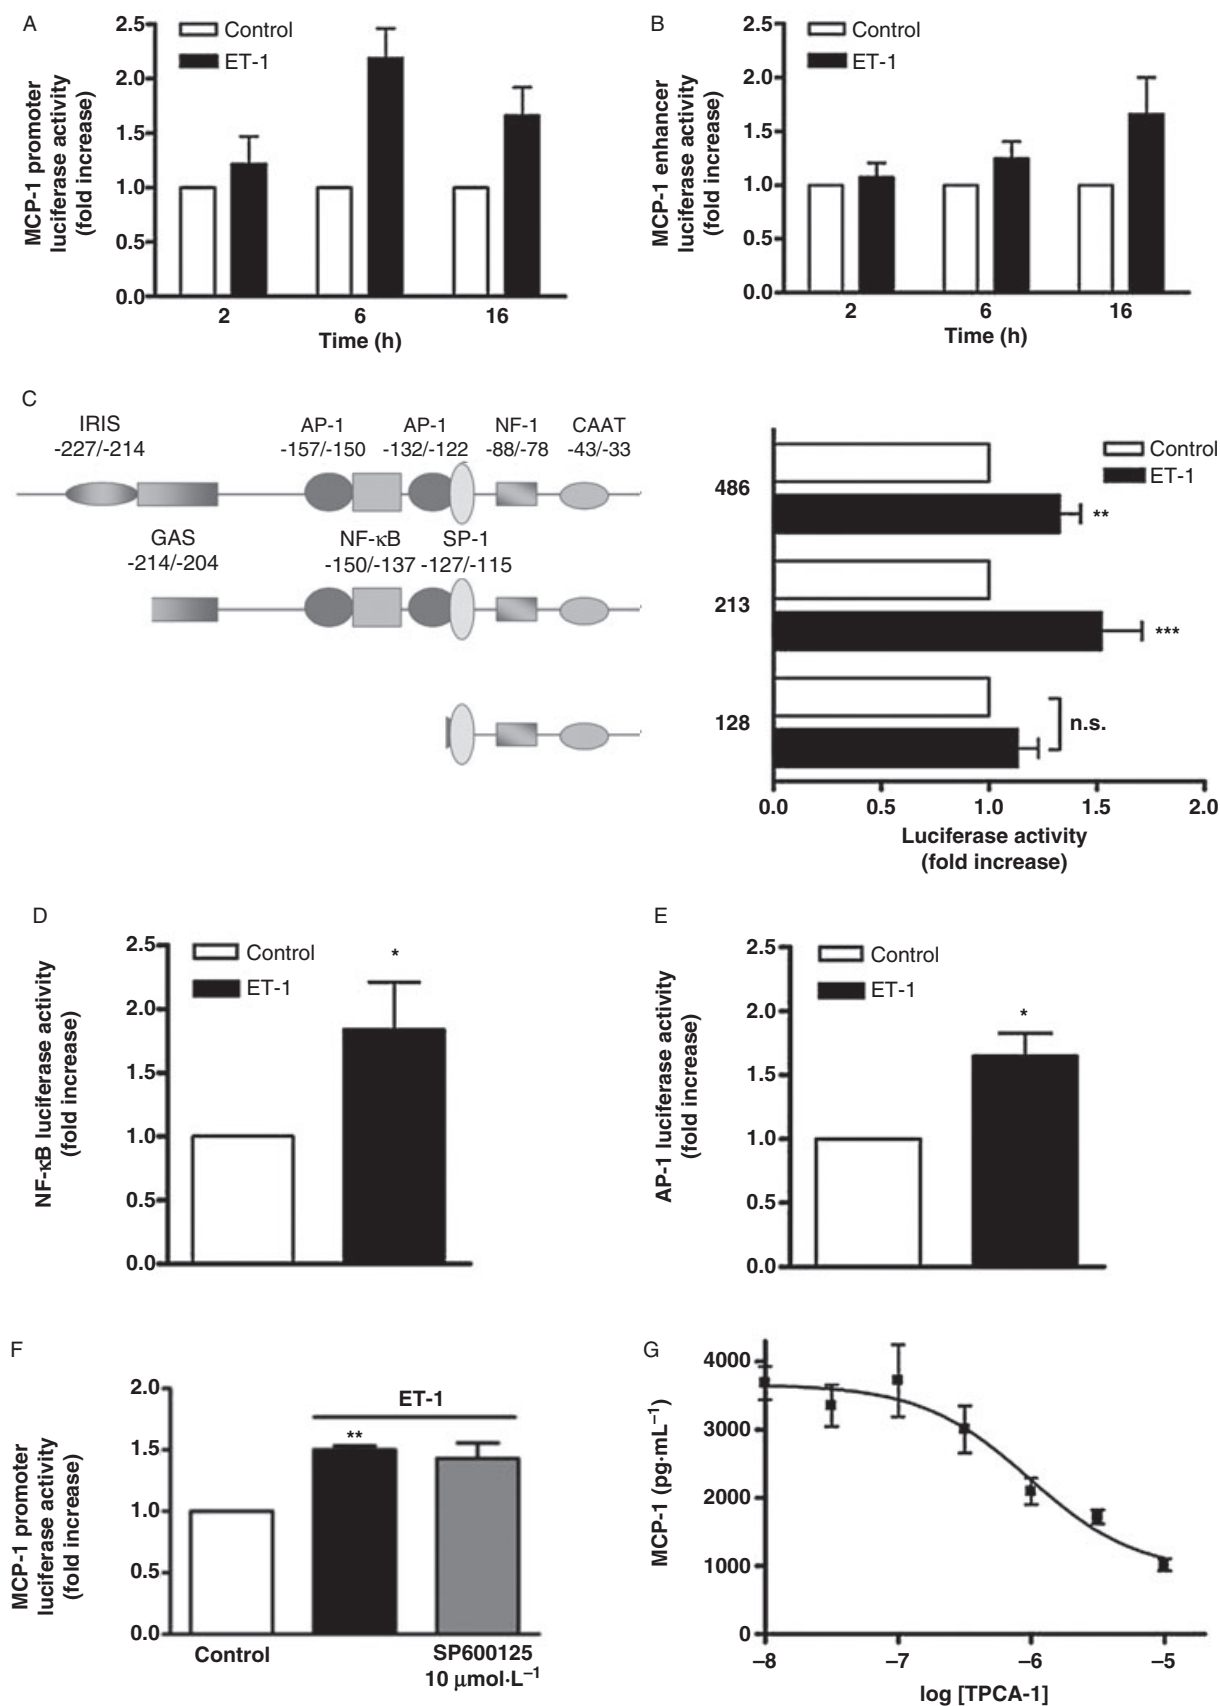 A
MCP-1 promoter
luciferase activity
(fold increase)
2.5
2.0
1.5
1.0
0.5
0.0
Control
ET-1
2 6 16
Time (h)
B
MCP-1 enhancer
luciferase activity
(fold increase)
2.5
2.0
1.5
1.0
0.5
0.0
Control
ET-1
2 6 16
Time (h)
C
IRIS AP-1 AP-1 NF-1 CAAT
-227/-214 -157/-150 -132/-122 -88/-78 -43/-33
GAS NF-κB SP-1
-214/-204 -150/-137 -127/-115
Control
ET-1
486
**
213
***
128
n.s.
0.0 0.5 1.0 1.5 2.0
Luciferase activity
(fold increase)
D
NF-κB luciferase activity
(fold increase)
2.5
2.0
1.5
1.0
0.5
0.0
Control
ET-1
*
E
AP-1 luciferase activity
(fold increase)
2.5
2.0
1.5
1.0
0.5
0.0
Control
ET-1
*
F
MCP-1 promoter
luciferase activity
(fold increase)
2.0
1.5
1.0
0.5
0.0
ET-1
**
Control SP600125
10 μmol·L⁻¹
G
MCP-1 (pg·mL⁻¹)
4000
3000
2000
1000
0
–8 –7 –6 –5
log [TPCA-1]